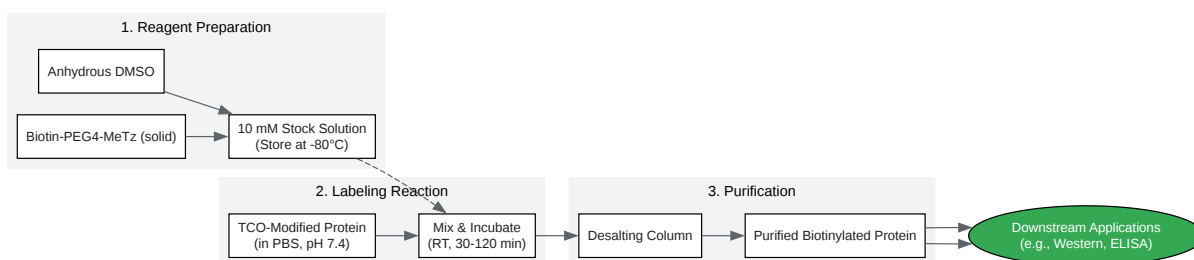 1. Reagent Preparation
Anhydrous DMSO
Biotin-PEG4-MeTz (solid)
10 mM Stock Solution
(Store at -80°C)
2. Labeling Reaction
TCO-Modified Protein
(in PBS, pH 7.4)
Mix & Incubate
(RT, 30-120 min)
3. Purification
Desalting Column
Purified Biotinylated Protein
Downstream Applications
(e.g., Western, ELISA)